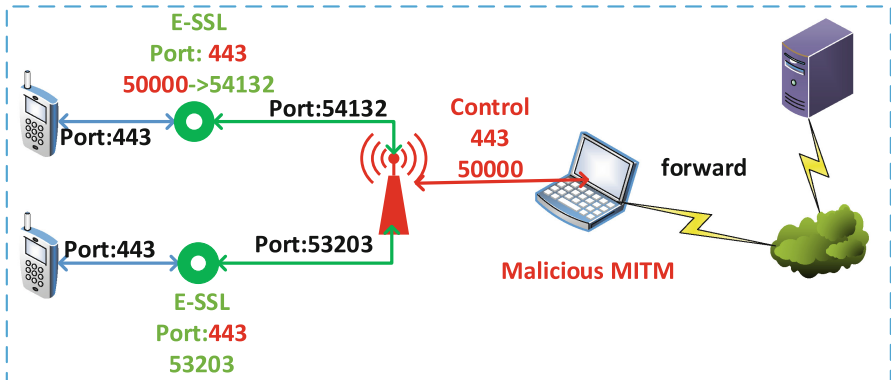 E-SSL
Port: 443
50000->54132
Port:443
Port:54132
Control
443
50000
forward
Malicious MITM
Port:443
Port:53203
E-SSL
Port:443
53203